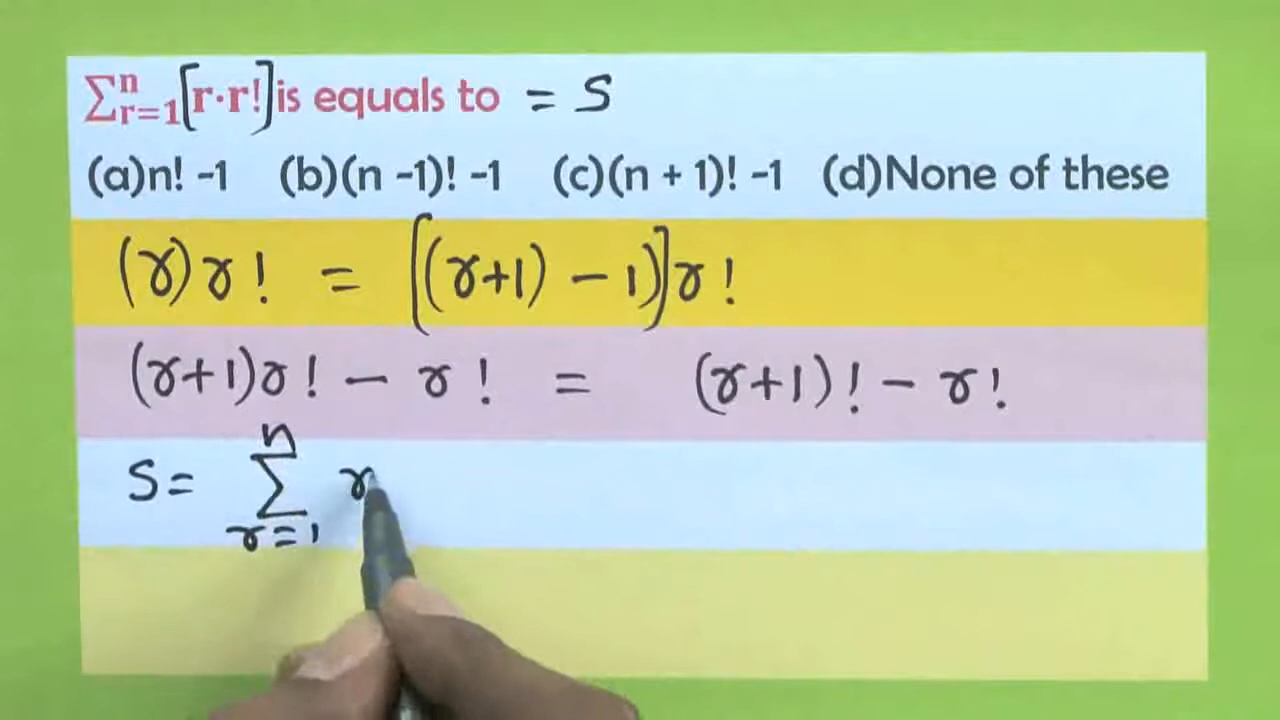 ∑ⁿᵣ₌₁[r·r!]is equals to = S
(a)n! -1 (b)(n -1)! -1 (c)(n + 1)! -1 (d)None of these
(r)r! = [(r+1) - 1)]r!
(r+1)r! - r! = (r+1)! - r!
S = ∑ⁿᵣ₌₁ r